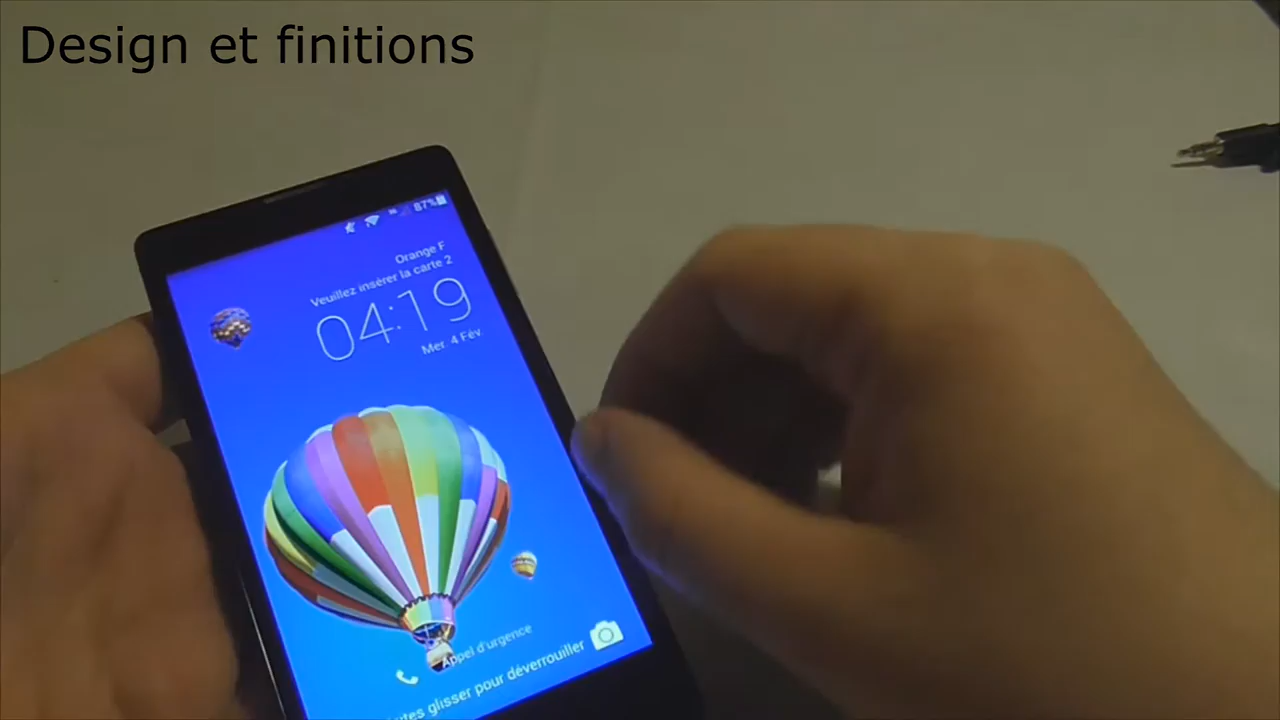 Design et finitions
87%
Orange F
Veuillez insérer la carte 2
04:19
Mer. 4 Fév.
Appel d'urgence
glisser pour déverrouiller